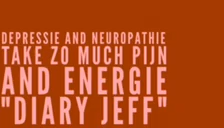 DEPRESSIE AND NEUROPATHIE
TAKE ZO MUCH PIJN
AND ENERGIE
"DIARY JEFF"